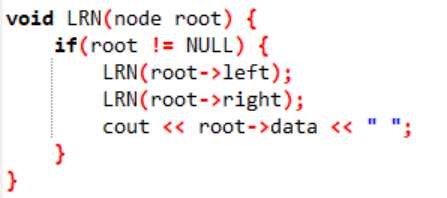 void LRN(node root) {
    if(root != NULL) {
        LRN(root->left);
        LRN(root->right);
        cout << root->data << " ";
    }
}